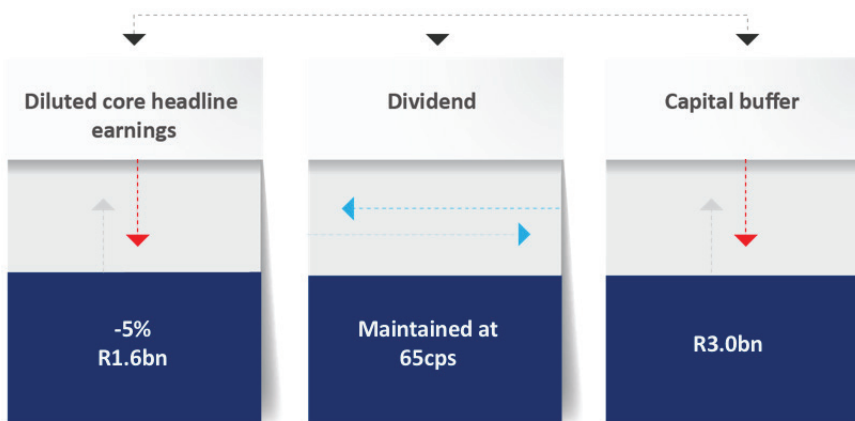 Diluted core headline
earnings
Dividend
Capital buffer
-5%
R1.6bn
Maintained at
65cps
R3.0bn